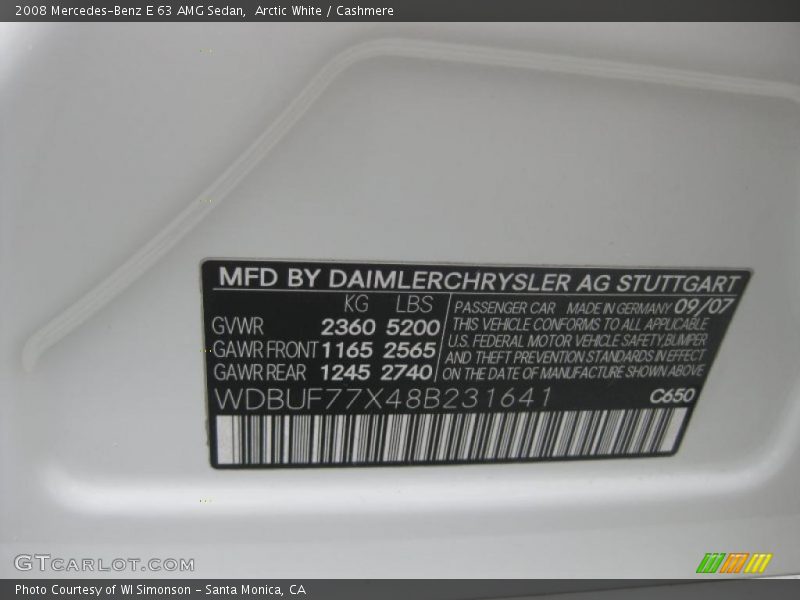 2008 Mercedes-Benz E 63 AMG Sedan,  Arctic White / Cashmere
MFD BY DAIMLERCHRYSLER AG STUTTGART
KG LBS
GVWR 2360 5200
GAWR FRONT 1165 2565
GAWR REAR 1245 2740
PASSENGER CAR MADE IN GERMANY 09/07
THIS VEHICLE CONFORMS TO ALL APPLICABLE
U.S. FEDERAL MOTOR VEHICLE SAFETY, BUMPER
AND THEFT PREVENTION STANDARDS IN EFFECT
ON THE DATE OF MANUFACTURE SHOWN ABOVE
WDBUF77X48B231641 C650
GTCARLOT.COM
Photo Courtesy of WI Simonson - Santa Monica, CA